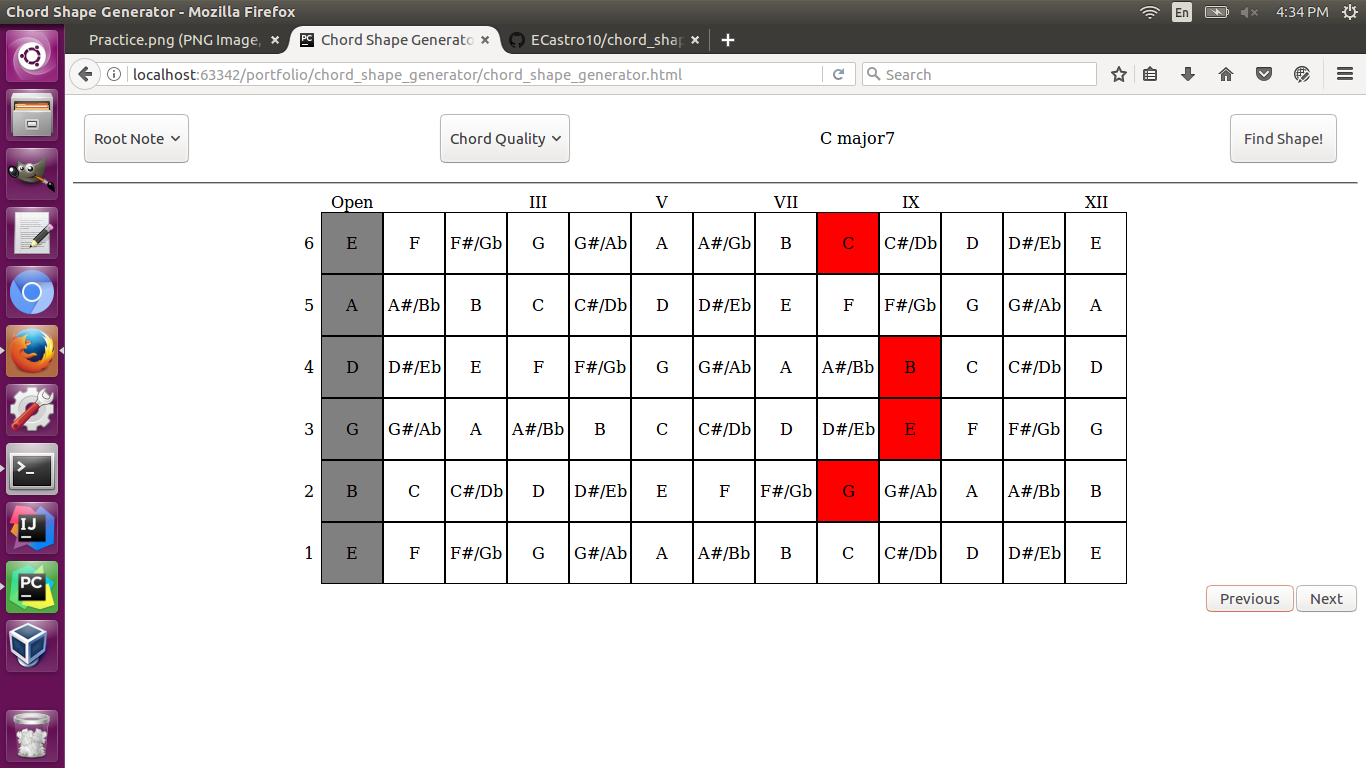 Chord Shape Generator - Mozilla Firefox
En
4:34 PM
Practice.png (PNG Image,
Chord Shape Generato
ECastro10/chord_shap
localhost:63342/portfolio/chord_shape_generator/chord_shape_generator.html
Search
Root Note
Chord Quality
C major7
Find Shape!
Open III V VII IX XII
6 E F F#/Gb G G#/Ab A A#/Gb B C C#/Db D D#/Eb E
5 A A#/Bb B C C#/Db D D#/Eb E F F#/Gb G G#/Ab A
4 D D#/Eb E F F#/Gb G G#/Ab A A#/Bb B C C#/Db D
3 G G#/Ab A A#/Bb B C C#/Db D D#/Eb E F F#/Gb G
2 B C C#/Db D D#/Eb E F F#/Gb G G#/Ab A A#/Bb B
1 E F F#/Gb G G#/Ab A A#/Bb B C C#/Db D D#/Eb E
Previous Next
IJ
PC